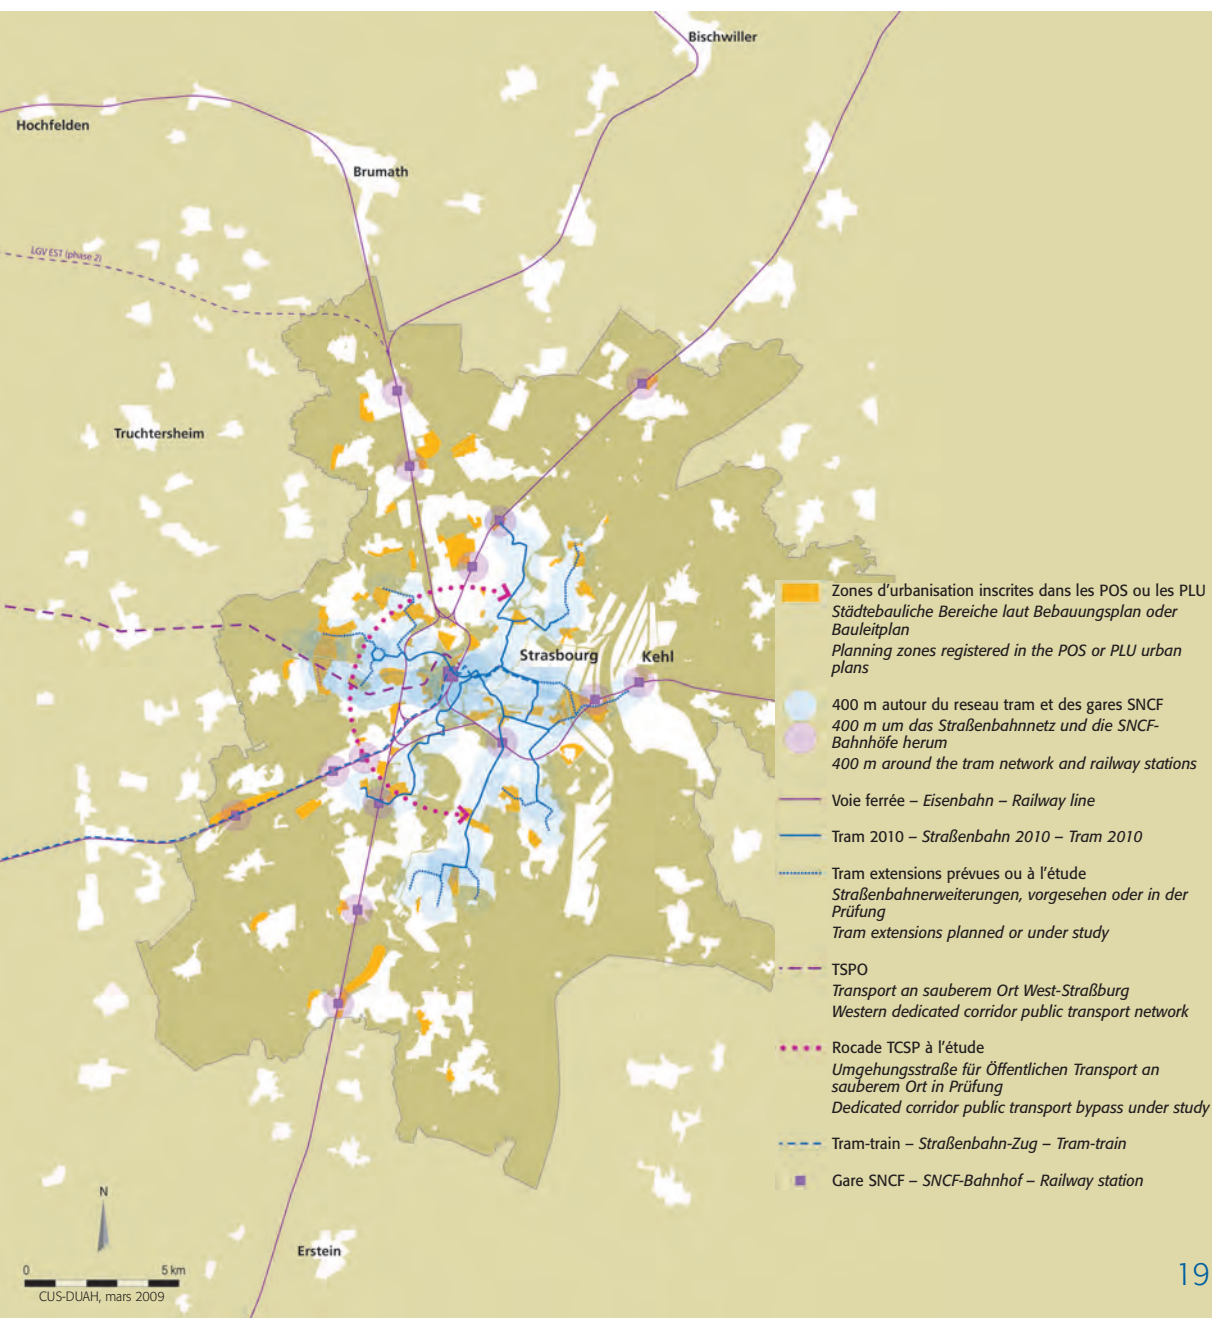 Bischwiller
Hochfelden
Brumath
LGV EST (phase 2)
Truchtersheim
Strasbourg
Kehl
Erstein
N
0 5 km
CUS-DUAH, mars 2009
Zones d’urbanisation inscrites dans les POS ou les PLU
Städtebauliche Bereiche laut Bebauungsplan oder
Bauleitplan
Planning zones registered in the POS or PLU urban
plans
400 m autour du reseau tram et des gares SNCF
400 m um das Straßenbahnnetz und die SNCF-
Bahnhöfe herum
400 m around the tram network and railway stations
Voie ferrée – Eisenbahn – Railway line
Tram 2010 – Straßenbahn 2010 – Tram 2010
Tram extensions prévues ou à l’étude
Straßenbahnerweiterungen, vorgesehen oder in der
Prüfung
Tram extensions planned or under study
TSPO
Transport an sauberem Ort West-Straßburg
Western dedicated corridor public transport network
Rocade TCSP à l’étude
Umgehungsstraße für Öffentlichen Transport an
sauberem Ort in Prüfung
Dedicated corridor public transport bypass under study
Tram-train – Straßenbahn-Zug – Tram-train
Gare SNCF – SNCF-Bahnhof – Railway station
19